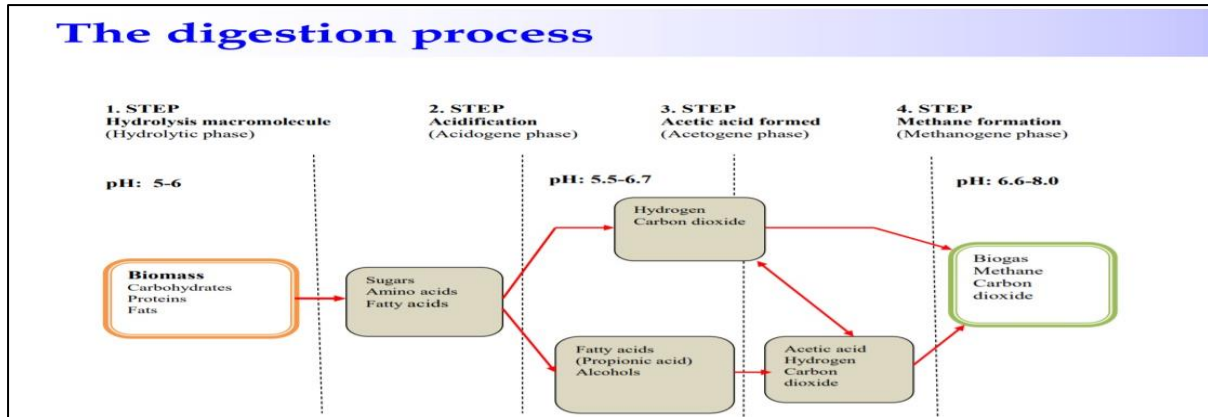 The digestion process
1. STEP
Hydrolysis macromolecule
(Hydrolytic phase)
2. STEP
Acidification
(Acidogene phase)
3. STEP
Acetic acid formed
(Acetogene phase)
4. STEP
Methane formation
(Methanogene phase)
pH: 5-6
pH: 5.5-6.7
pH: 6.6-8.0
Biomass
Carbohydrates
Proteins
Fats
Sugars
Amino acids
Fatty acids
Hydrogen
Carbon dioxide
Fatty acids
(Propionic acid)
Alcohols
Acetic acid
Hydrogen
Carbon
dioxide
Biogas
Methane
Carbon
dioxide